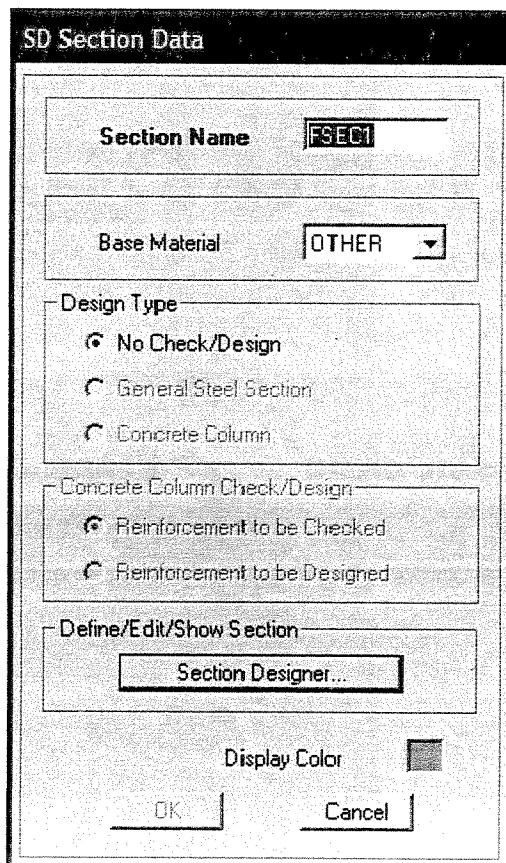 SD Section Data
Section Name FSEC1
Base Material OTHER
Design Type
No Check/Design
General Steel Section
Concrete Column
Concrete Column Check/Design
Reinforcement to be Checked
Reinforcement to be Designed
Define/Edit/Show Section
Section Designer...
Display Color
OK Cancel